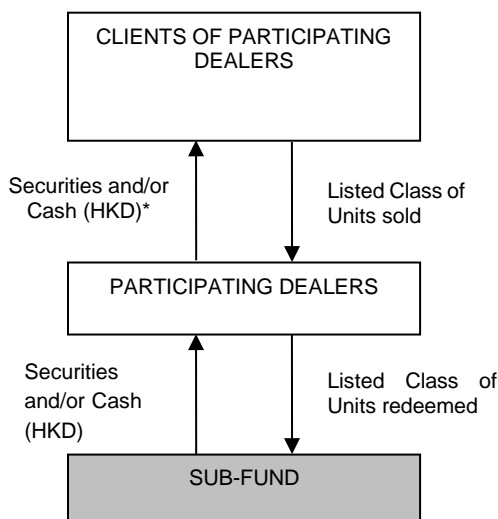 CLIENTS OF PARTICIPATING
DEALERS
Securities and/or
Cash (HKD)*
Listed Class of
Units sold
PARTICIPATING DEALERS
Securities
and/or Cash
(HKD)
Listed Class of
Units redeemed
SUB-FUND